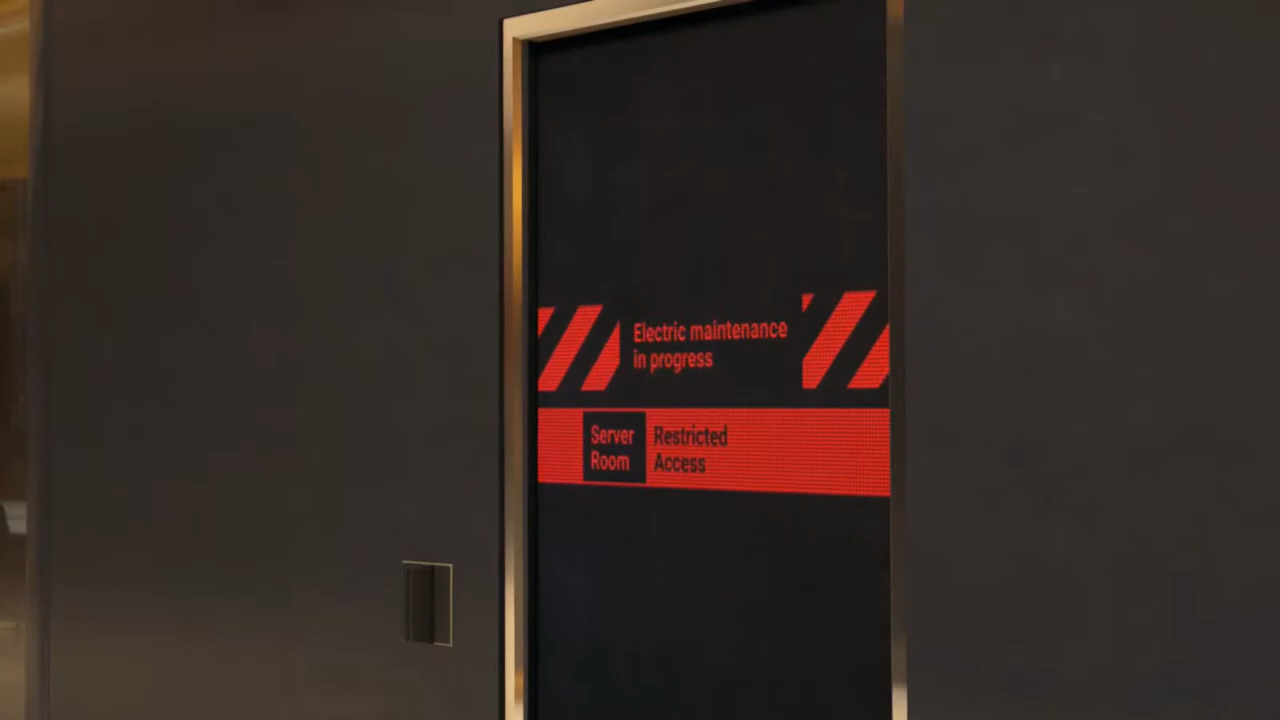 Electric maintenance
in progress
Server
Room
Restricted
Access